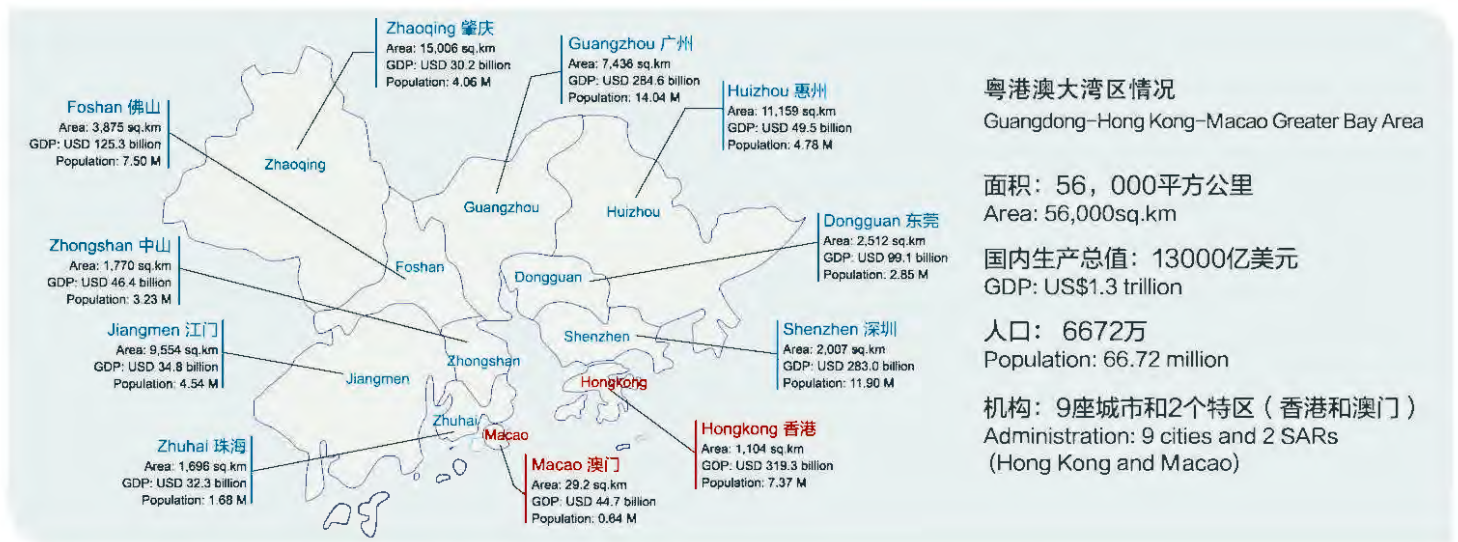 Zhaoqing 肇庆
Area: 15,006 sq.km
GDP: USD 30.2 billion
Population: 4.06 M
Guangzhou 广州
Area: 7,436 sq.km
GDP: USD 284.6 billion
Population: 14.04 M
Huizhou 惠州
Area: 11,159 sq.km
GDP: USD 49.5 billion
Population: 4.78 M
Foshan 佛山
Area: 3,875 sq.km
GDP: USD 125.3 billion
Population: 7.50 M
Zhaoqing
Guangzhou
Huizhou
Dongguan 东莞
Area: 2,512 sq.km
GDP: USD 99.1 billion
Population: 2.85 M
Zhongshan 中山
Area: 1,770 sq.km
GDP: USD 46.4 billion
Population: 3.23 M
Foshan
Dongguan
Jiangmen 江门
Area: 9,554 sq.km
GDP: USD 34.8 billion
Population: 4.54 M
Shenzhen
Shenzhen 深圳
Area: 2,007 sq.km
GDP: USD 283.0 billion
Population: 11.90 M
Zhongshan
Jiangmen
Hongkong
Zhuhai
Macao
Zhuhai 珠海
Area: 1,696 sq.km
GDP: USD 32.3 billion
Population: 1.68 M
Macao 澳门
Area: 29.2 sq.km
GOP: USD 44.7 billion
Population: 0.64 M
Hongkong 香港
Area: 1,104 sq.km
GOP: USD 319.3 billion
Population: 7.37 M
粤港澳大湾区情况
Guangdong-Hong Kong-Macao Greater Bay Area
面积：56，000平方公里
Area: 56,000sq.km
国内生产总值：13000亿美元
GDP: US$1.3 trillion
人口： 6672万
Population: 66.72 million
机构：9座城市和2个特区（香港和澳门）
Administration: 9 cities and 2 SARs
(Hong Kong and Macao)